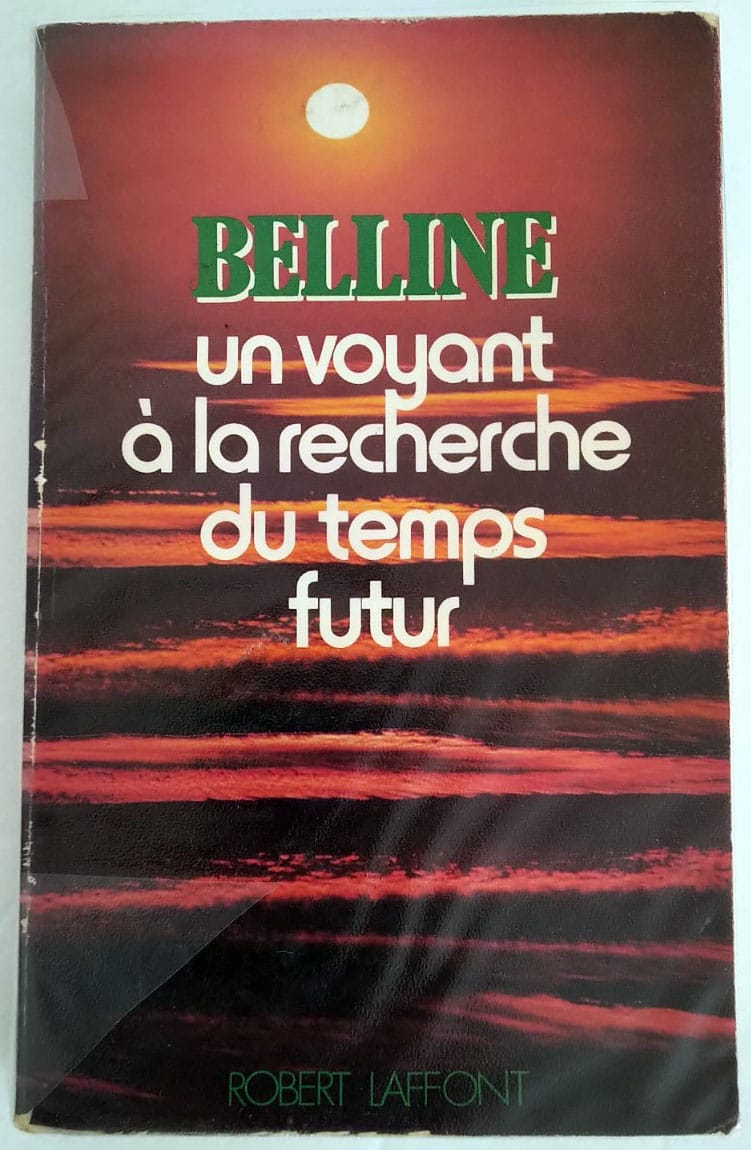 BELLINE
un voyant
à la recherche
du temps
futur
ROBERT LAFFONT